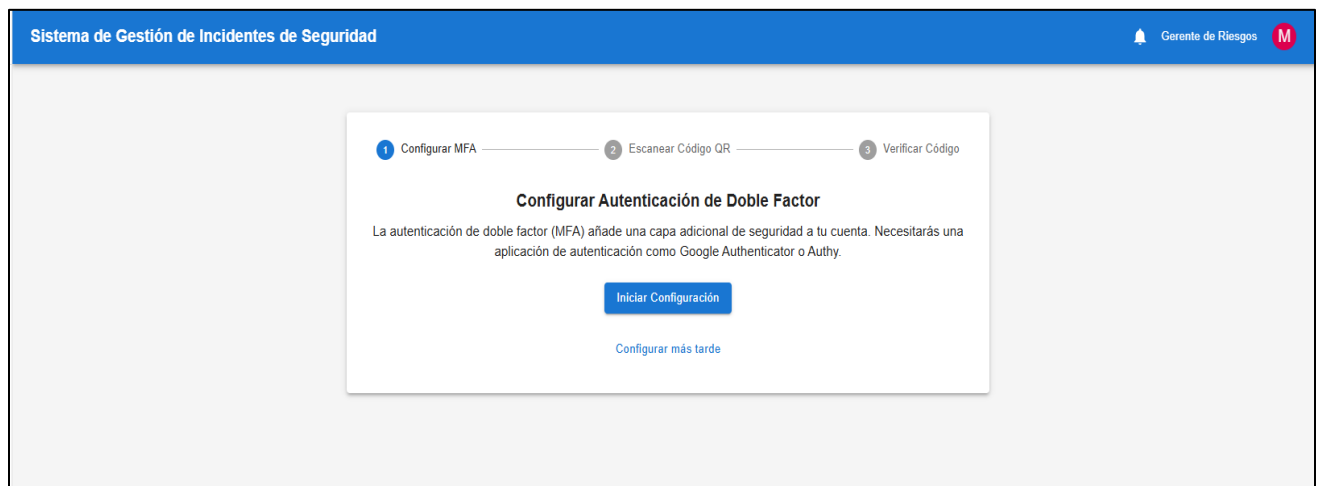 Sistema de Gestión de Incidentes de Seguridad
Gerente de Riesgos
M
1 Configurar MFA
2 Escanear Código QR
3 Verificar Código
Configurar Autenticación de Doble Factor
La autenticación de doble factor (MFA) añade una capa adicional de seguridad a tu cuenta. Necesitarás una
aplicación de autenticación como Google Authenticator o Authy.
Iniciar Configuración
Configurar más tarde